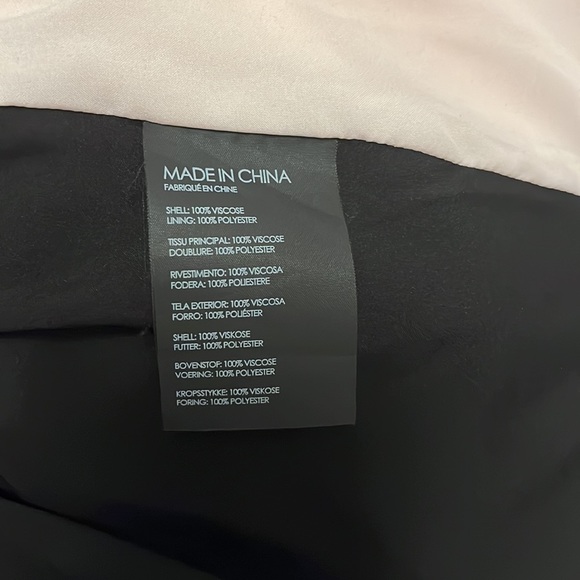 MADE IN CHINA
FABRIQUÉ EN CHINE
SHELL: 100% VISCOSE
LINING: 100% POLYESTER
TISSU PRINCIPAL: 100% VISCOSE
DOUBLURE: 100% POLYESTER
RIVESTIMENTO: 100% VISCOSA
FODERA: 100% POLIESTERE
TELA EXTERIOR: 100% VISCOSA
FORRO: 100% POLIÉSTER
SHELL: 100% VISKOSE
FUTTER: 100% POLYESTER
BOVENSTOF: 100% VISCOSE
VOERING: 100% POLYESTER
KROPSSTYKKE: 100% VISKOSE
FORING: 100% POLYESTER